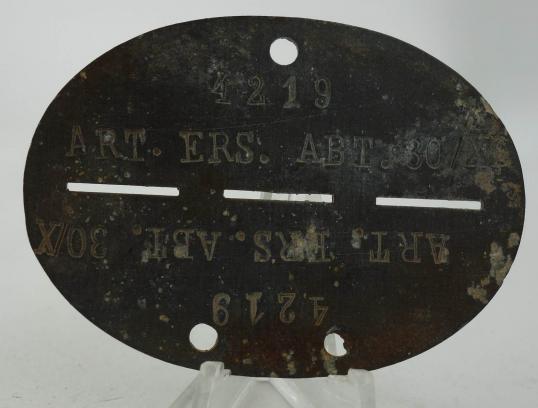 4219
ART. ERS. ABT. 30/X
ART. ERS. ABT. 30/X
4219